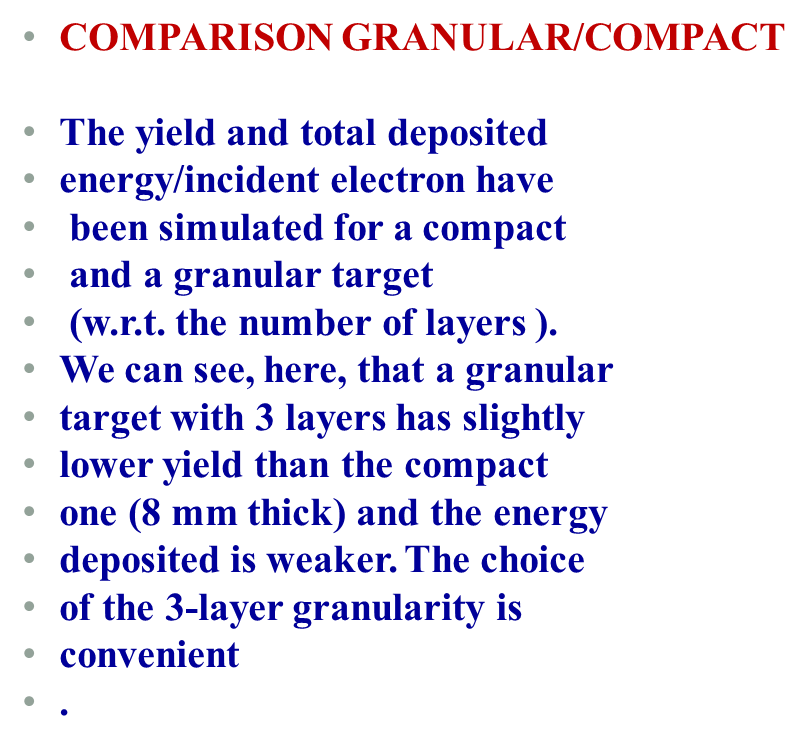 • COMPARISON GRANULAR/COMPACT
• The yield and total deposited
• energy/incident electron have
• been simulated for a compact
• and a granular target
• (w.r.t. the number of layers ).
• We can see, here, that a granular
• target with 3 layers has slightly
• lower yield than the compact
• one (8 mm thick) and the energy
• deposited is weaker. The choice
• of the 3-layer granularity is
• convenient
• .